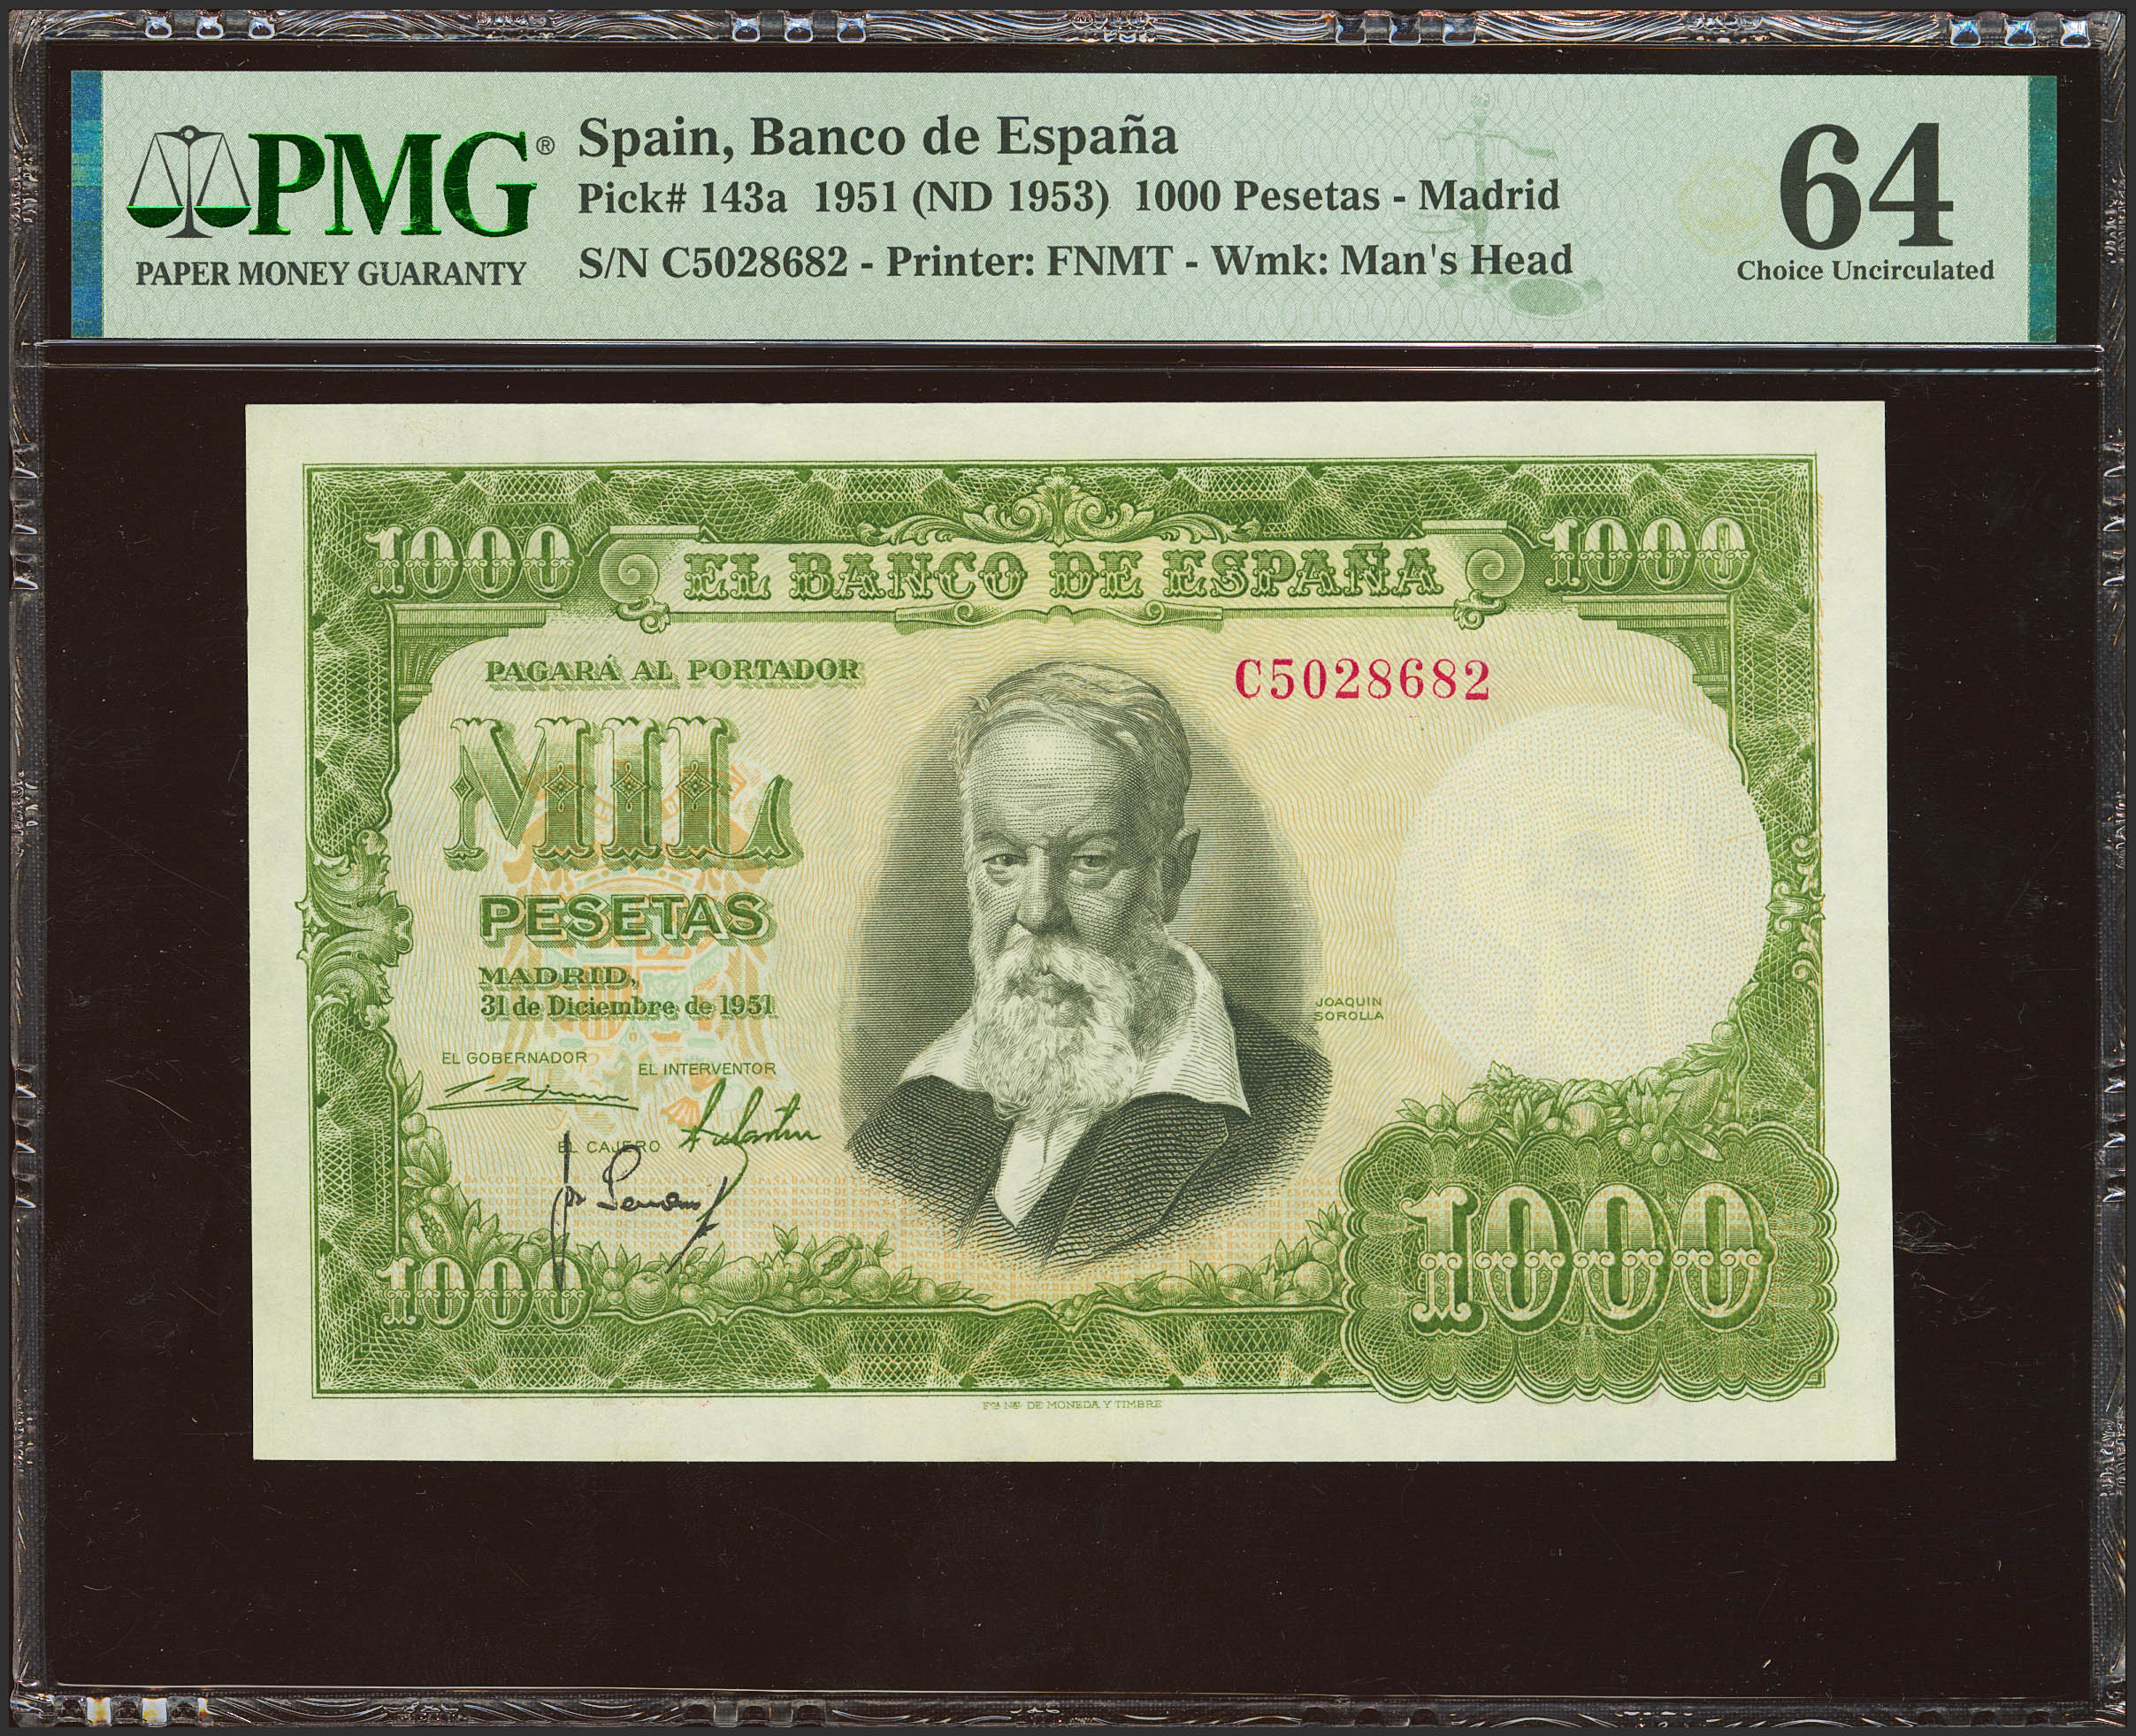 PMG®
PAPER MONEY GUARANTY
Spain, Banco de España
Pick# 143a 1951 (ND 1953) 1000 Pesetas - Madrid
S/N C5028682 - Printer: FNMT - Wmk: Man's Head
64
Choice Uncirculated
1000
EL BANCO DE ESPAÑA
1000
PAGARÁ AL PORTADOR
C5028682
MIL
PESETAS
MADRID,
31 de Diciembre de 1951
JOAQUIN
SOROLLA
EL GOBERNADOR
EL INTERVENTOR
EL CAJERO
1000
1000
Fca. Nal. DE MONEDA Y TIMBRE